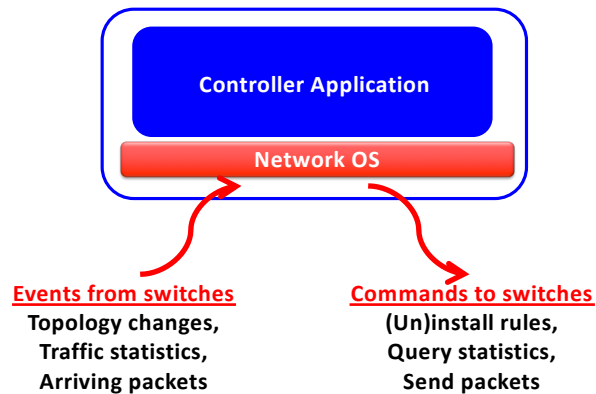 Controller Application
Network OS
Events from switches
Topology changes,
Traffic statistics,
Arriving packets
Commands to switches
(Un)install rules,
Query statistics,
Send packets